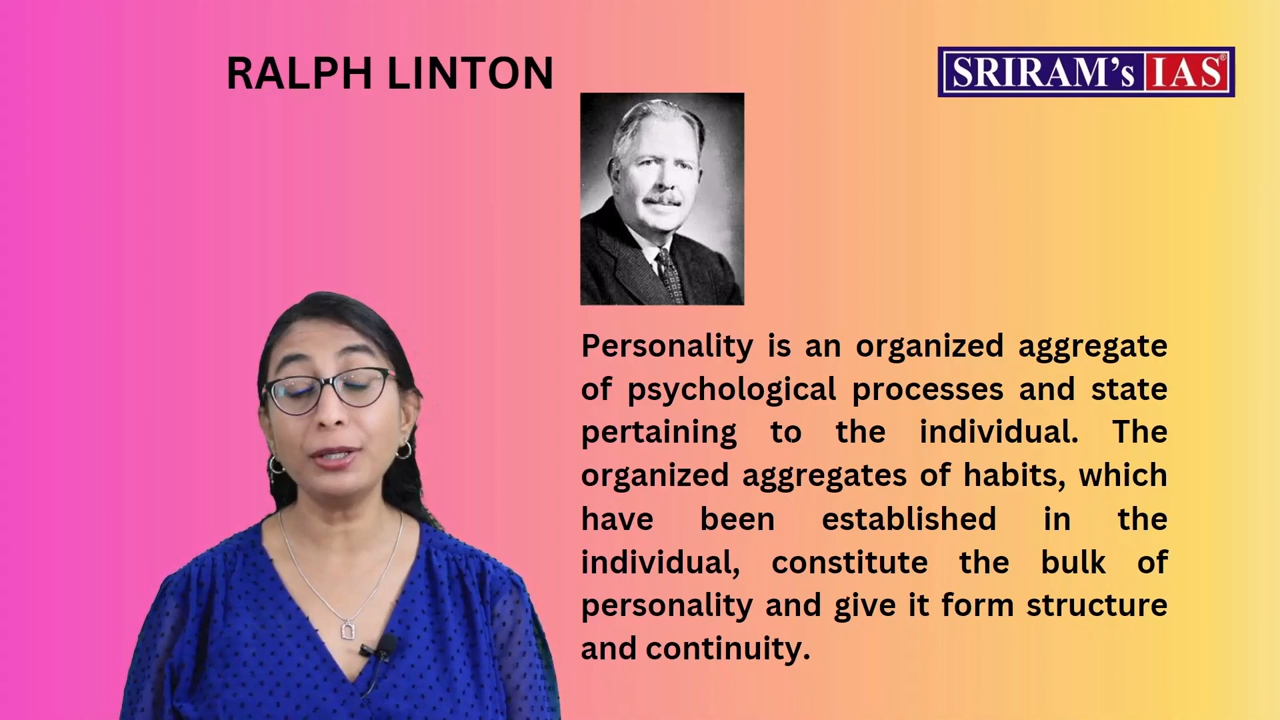 RALPH LINTON
SRIRAM's IAS®
Personality is an organized aggregate
of psychological processes and state
pertaining to the individual. The
organized aggregates of habits, which
have been established in the
individual, constitute the bulk of
personality and give it form structure
and continuity.